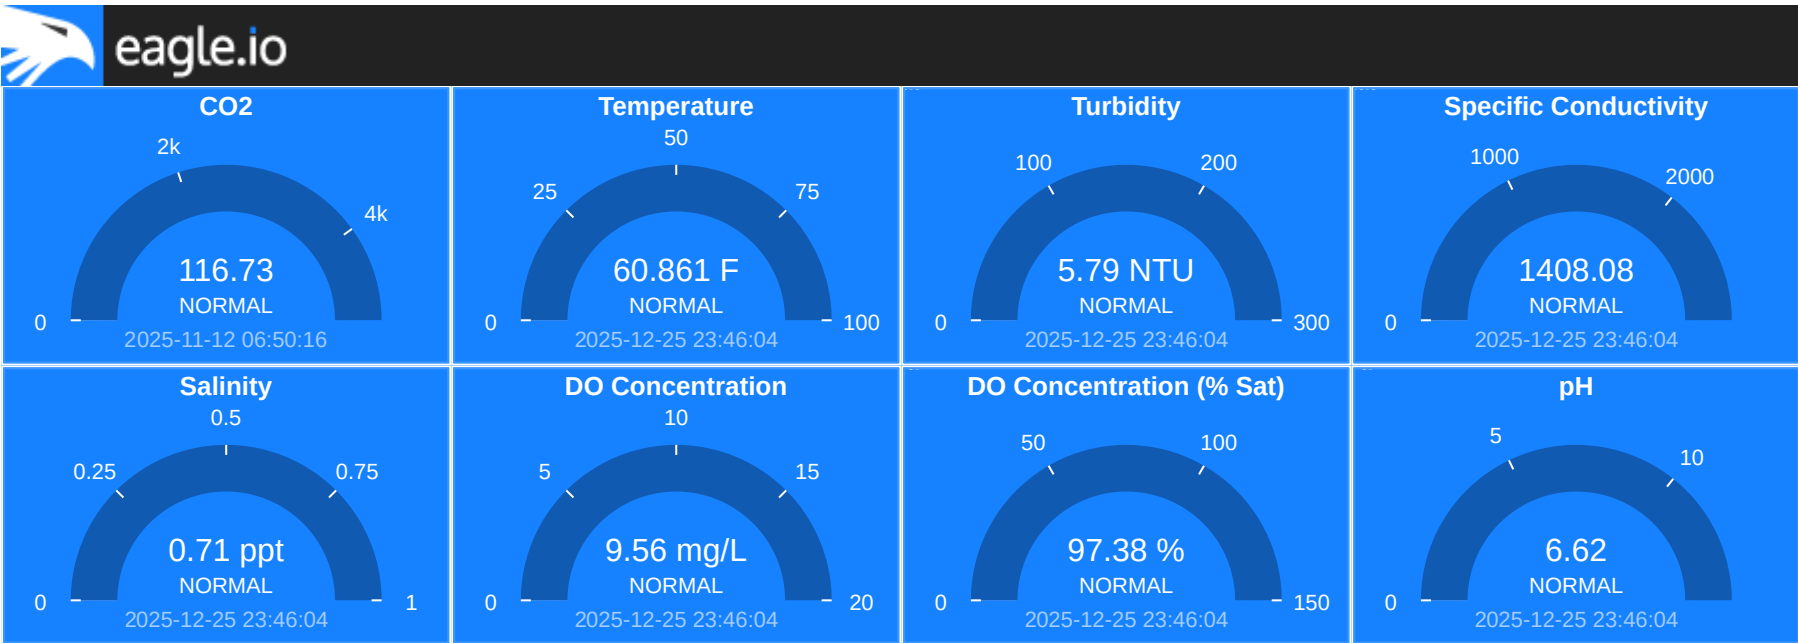 eagle.io
CO2
2k
4k
0
116.73
NORMAL
2025-11-12 06:50:16
Temperature
50
25
75
0
100
60.861 F
NORMAL
2025-12-25 23:46:04
Turbidity
100
200
0
300
5.79 NTU
NORMAL
2025-12-25 23:46:04
Specific Conductivity
1000
2000
0
1408.08
NORMAL
2025-12-25 23:46:04
Salinity
0.5
0.25
0.75
0
1
0.71 ppt
NORMAL
2025-12-25 23:46:04
DO Concentration
10
5
15
0
20
9.56 mg/L
NORMAL
2025-12-25 23:46:04
DO Concentration (% Sat)
50
100
0
150
97.38 %
NORMAL
2025-12-25 23:46:04
pH
5
10
0
6.62
NORMAL
2025-12-25 23:46:04